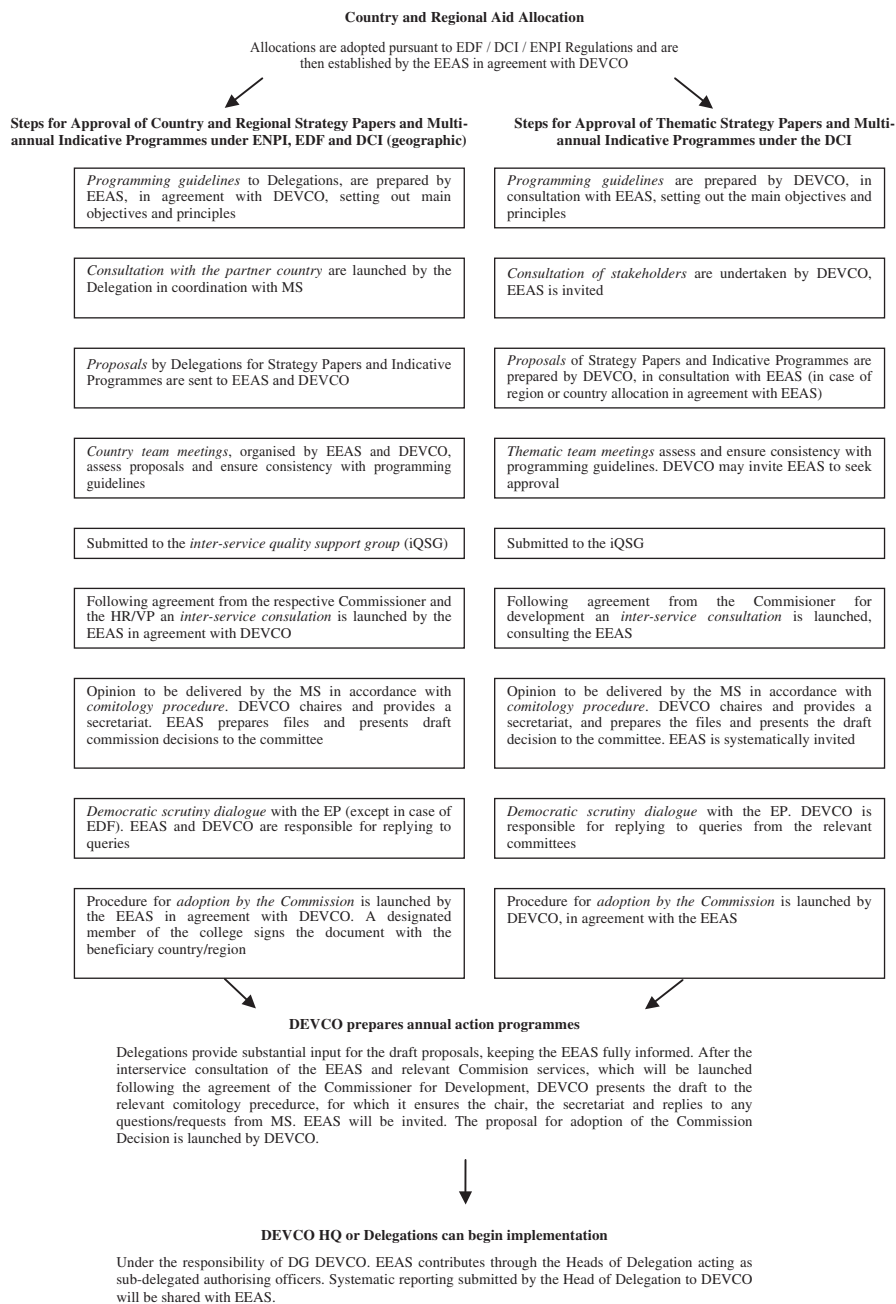 Country and Regional Aid Allocation
Allocations are adopted pursuant to EDF / DCI / ENPI Regulations and are
then established by the EEAS in agreement with DEVCO
Steps for Approval of Country and Regional Strategy Papers and Multi-
annual Indicative Programmes under ENPI, EDF and DCI (geographic)
Programming guidelines to Delegations, are prepared by
EEAS, in agreement with DEVCO, setting out main
objectives and principles
Consultation with the partner country are launched by the
Delegation in coordination with MS
Proposals by Delegations for Strategy Papers and Indicative
Programmes are sent to EEAS and DEVCO
Country team meetings, organised by EEAS and DEVCO,
assess proposals and ensure consistency with programming
guidelines
Submitted to the inter-service quality support group (iQSG)
Following agreement from the respective Commissioner and
the HR/VP an inter-service consulation is launched by the
EEAS in agreement with DEVCO
Opinion to be delivered by the MS in accordance with
comitology procedure. DEVCO chaires and provides a
secretariat. EEAS prepares files and presents draft
commission decisions to the committee
Democratic scrutiny dialogue with the EP (except in case of
EDF). EEAS and DEVCO are responsible for replying to
queries
Procedure for adoption by the Commission is launched by
the EEAS in agreement with DEVCO. A designated
member of the college signs the document with the
beneficiary country/region
Steps for Approval of Thematic Strategy Papers and Multi-
annual Indicative Programmes under the DCI
Programming guidelines are prepared by DEVCO, in
consultation with EEAS, setting out the main objectives and
principles
Consultation of stakeholders are undertaken by DEVCO,
EEAS is invited
Proposals of Strategy Papers and Indicative Programmes are
prepared by DEVCO, in consultation with EEAS (in case of
region or country allocation in agreement with EEAS)
Thematic team meetings assess and ensure consistency with
programming guidelines. DEVCO may invite EEAS to seek
approval
Submitted to the iQSG
Following agreement from the Commisioner for
development an inter-service consultation is launched,
consulting the EEAS
Opinion to be delivered by the MS in accordance with
comitology procedure. DEVCO chaires and provides a
secretariat, and prepares the files and presents the draft
decision to the committee. EEAS is systematically invited
Democratic scrutiny dialogue with the EP. DEVCO is
responsible for replying to queries from the relevant
committees
Procedure for adoption by the Commission is launched by
DEVCO, in agreement with the EEAS
DEVCO prepares annual action programmes
Delegations provide substantial input for the draft proposals, keeping the EEAS fully informed. After the
interservice consultation of the EEAS and relevant Commision services, which will be launched
following the agreement of the Commissioner for Development, DEVCO presents the draft to the
relevant comitology precedurce, for which it ensures the chair, the secretariat and replies to any
questions/requests from MS. EEAS will be invited. The proposal for adoption of the Commission
Decision is launched by DEVCO.
DEVCO HQ or Delegations can begin implementation
Under the responsibility of DG DEVCO. EEAS contributes through the Heads of Delegation acting as
sub-delegated authorising officers. Systematic reporting submitted by the Head of Delegation to DEVCO
will be shared with EEAS.